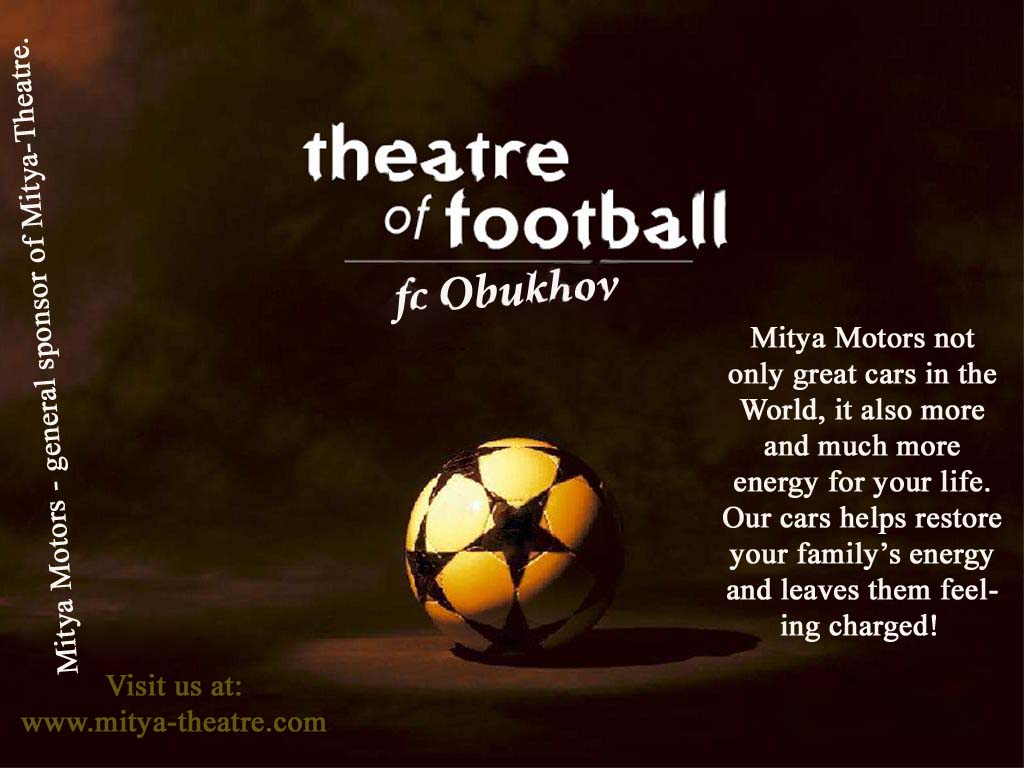 theatre
of football
fc Obukhov
Mitya Motors - general sponsor of Mitya-Theatre.
Mitya Motors not
only great cars in the
World, it also more
and much more
energy for your life.
Our cars helps restore
your family’s energy
and leaves them feel-
ing charged!
Visit us at:
www.mitya-theatre.com